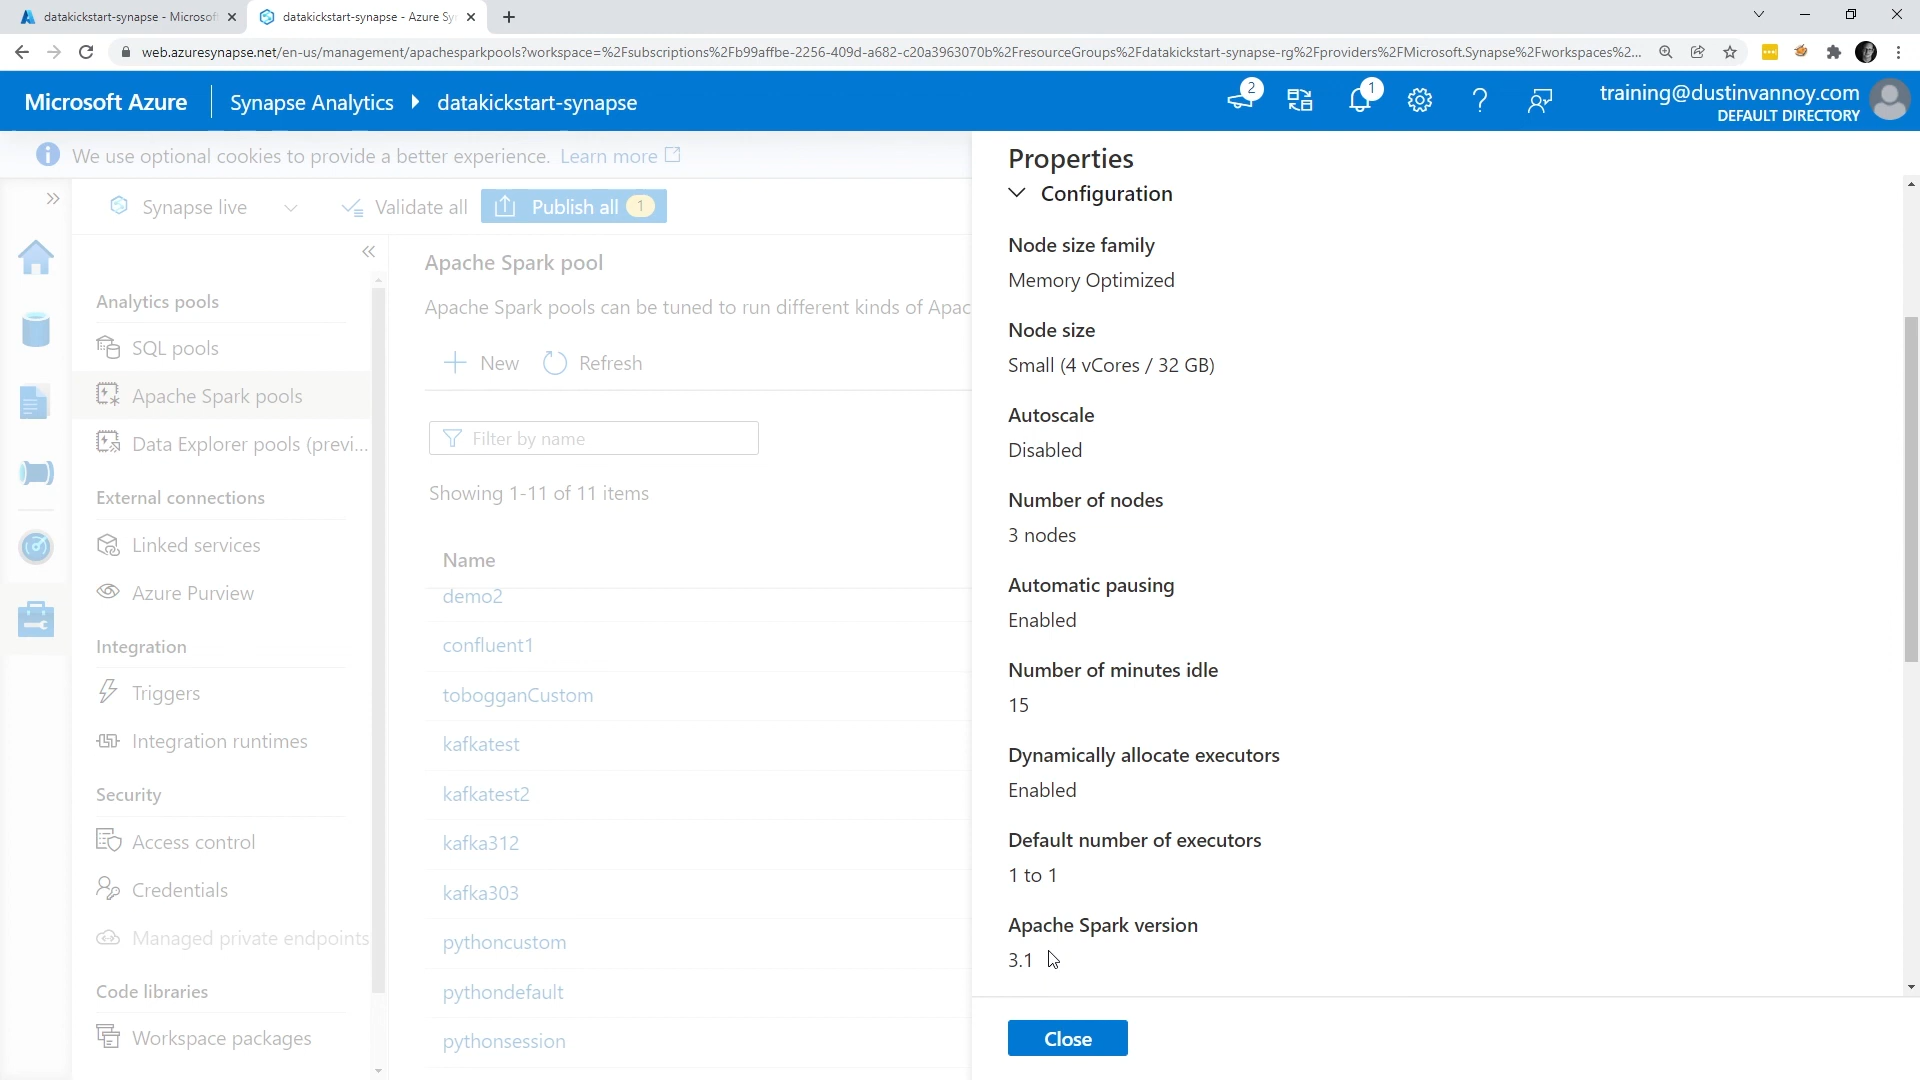 datakickstart-synapse - Microsof
datakickstart-synapse - Azure Sy
web.azuresynapse.net/en-us/management/apachesparkpools?workspace=%2Fsubscriptions%2Fb99affbe-2256-409d-a682-c20a3963070b%2FresourceGroups%2Fdatakickstart-synapse-rg%2Fproviders%2FMicrosoft.Synapse%2Fworkspaces%2...
Microsoft Azure
Synapse Analytics
datakickstart-synapse
2
1
training@dustinvannoy.com
DEFAULT DIRECTORY
We use optional cookies to provide a better experience. Learn more
Synapse live
Validate all
Publish all
1
Analytics pools
SQL pools
Apache Spark pools
Data Explorer pools (previ...
External connections
Linked services
Azure Purview
Integration
Triggers
Integration runtimes
Security
Access control
Credentials
Managed private endpoints
Code libraries
Workspace packages
Apache Spark pool
Apache Spark pools can be tuned to run different kinds of Apac
New
Refresh
Filter by name
Showing 1-11 of 11 items
Name
demo2
confluent1
tobogganCustom
kafkatest
kafkatest2
kafka312
kafka303
pythoncustom
pythondefault
pythonsession
Properties
Configuration
Node size family
Memory Optimized
Node size
Small (4 vCores / 32 GB)
Autoscale
Disabled
Number of nodes
3 nodes
Automatic pausing
Enabled
Number of minutes idle
15
Dynamically allocate executors
Enabled
Default number of executors
1 to 1
Apache Spark version
3.1
Close